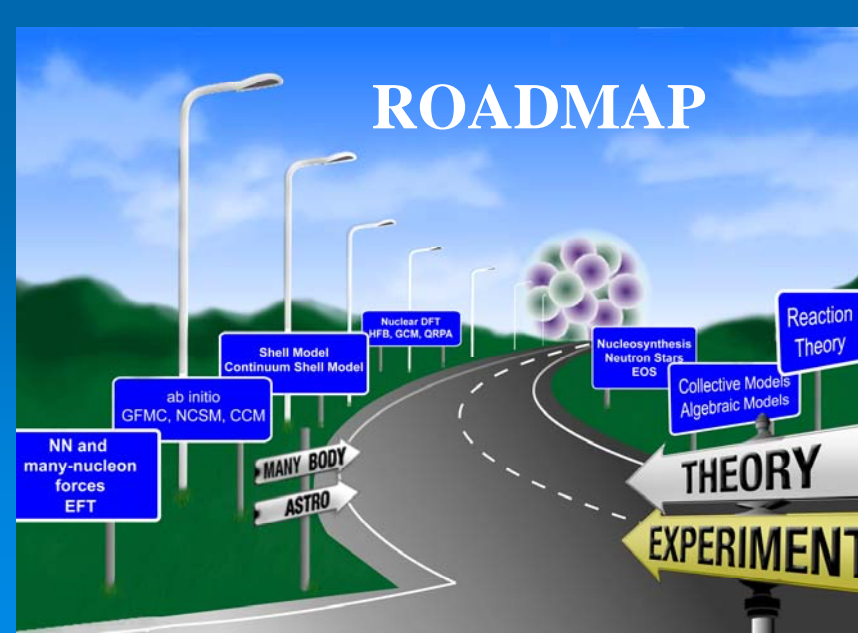 ROADMAP
NN and
many-nucleon
forces
EFT
ab initio
GFMC, NCSM, CCM
Shell Model
Continuum Shell Model
Nuclear DFT
HFB, GCM, QRPA
MANY BODY
ASTRO
Nucleosynthesis
Neutron Stars
EOS
Collective Models
Algebraic Models
Reaction
Theory
THEORY
EXPERIMENT